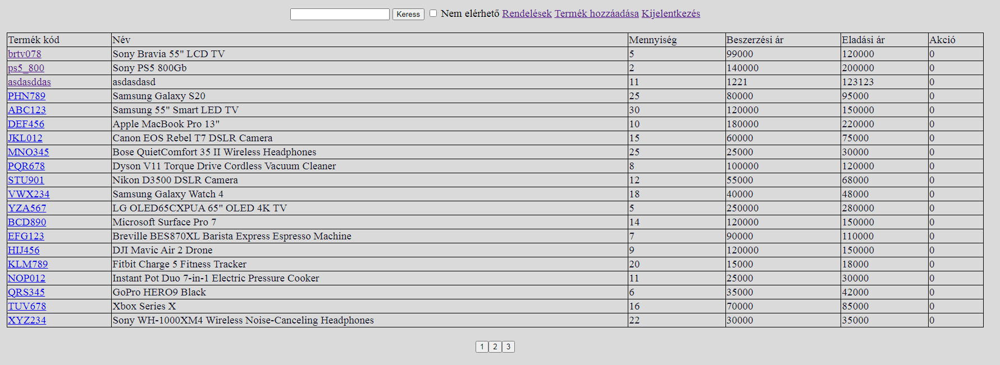 Keress Nem elérhető Rendelések Termék hozzáadása Kijelentkezés
Termék kód Név Mennyiség Beszerzési ár Eladási ár Akció
brtv078 Sony Bravia 55" LCD TV 5 99000 120000 0
ps5_800 Sony PS5 800Gb 2 140000 200000 0
asdasddas asdasdasd 11 1221 123123 0
PHN789 Samsung Galaxy S20 25 80000 95000 0
ABC123 Samsung 55" Smart LED TV 30 120000 150000 0
DEF456 Apple MacBook Pro 13" 10 180000 220000 0
JKL012 Canon EOS Rebel T7 DSLR Camera 15 60000 75000 0
MNO345 Bose QuietComfort 35 II Wireless Headphones 25 25000 30000 0
PQR678 Dyson V11 Torque Drive Cordless Vacuum Cleaner 8 100000 120000 0
STU901 Nikon D3500 DSLR Camera 12 55000 68000 0
VWX234 Samsung Galaxy Watch 4 18 40000 48000 0
YZA567 LG OLED65CXPUA 65" OLED 4K TV 5 250000 280000 0
BCD890 Microsoft Surface Pro 7 14 120000 150000 0
EFG123 Breville BES870XL Barista Express Espresso Machine 7 90000 110000 0
HIJ456 DJI Mavic Air 2 Drone 9 120000 150000 0
KLM789 Fitbit Charge 5 Fitness Tracker 20 15000 18000 0
NOP012 Instant Pot Duo 7-in-1 Electric Pressure Cooker 11 25000 30000 0
QRS345 GoPro HERO9 Black 6 35000 42000 0
TUV678 Xbox Series X 16 70000 85000 0
XYZ234 Sony WH-1000XM4 Wireless Noise-Canceling Headphones 22 30000 35000 0
1 2 3